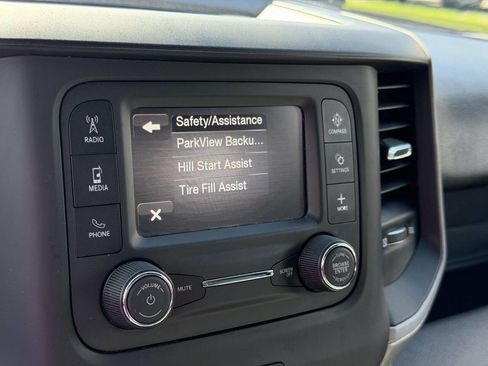 Safety/Assistance
ParkView Backu...
Hill Start Assist
Tire Fill Assist
RADIO
MEDIA
PHONE
COMPASS
SETTINGS
MORE
VOLUME
MUTE
SCREEN
OFF
BROWSE
ENTER